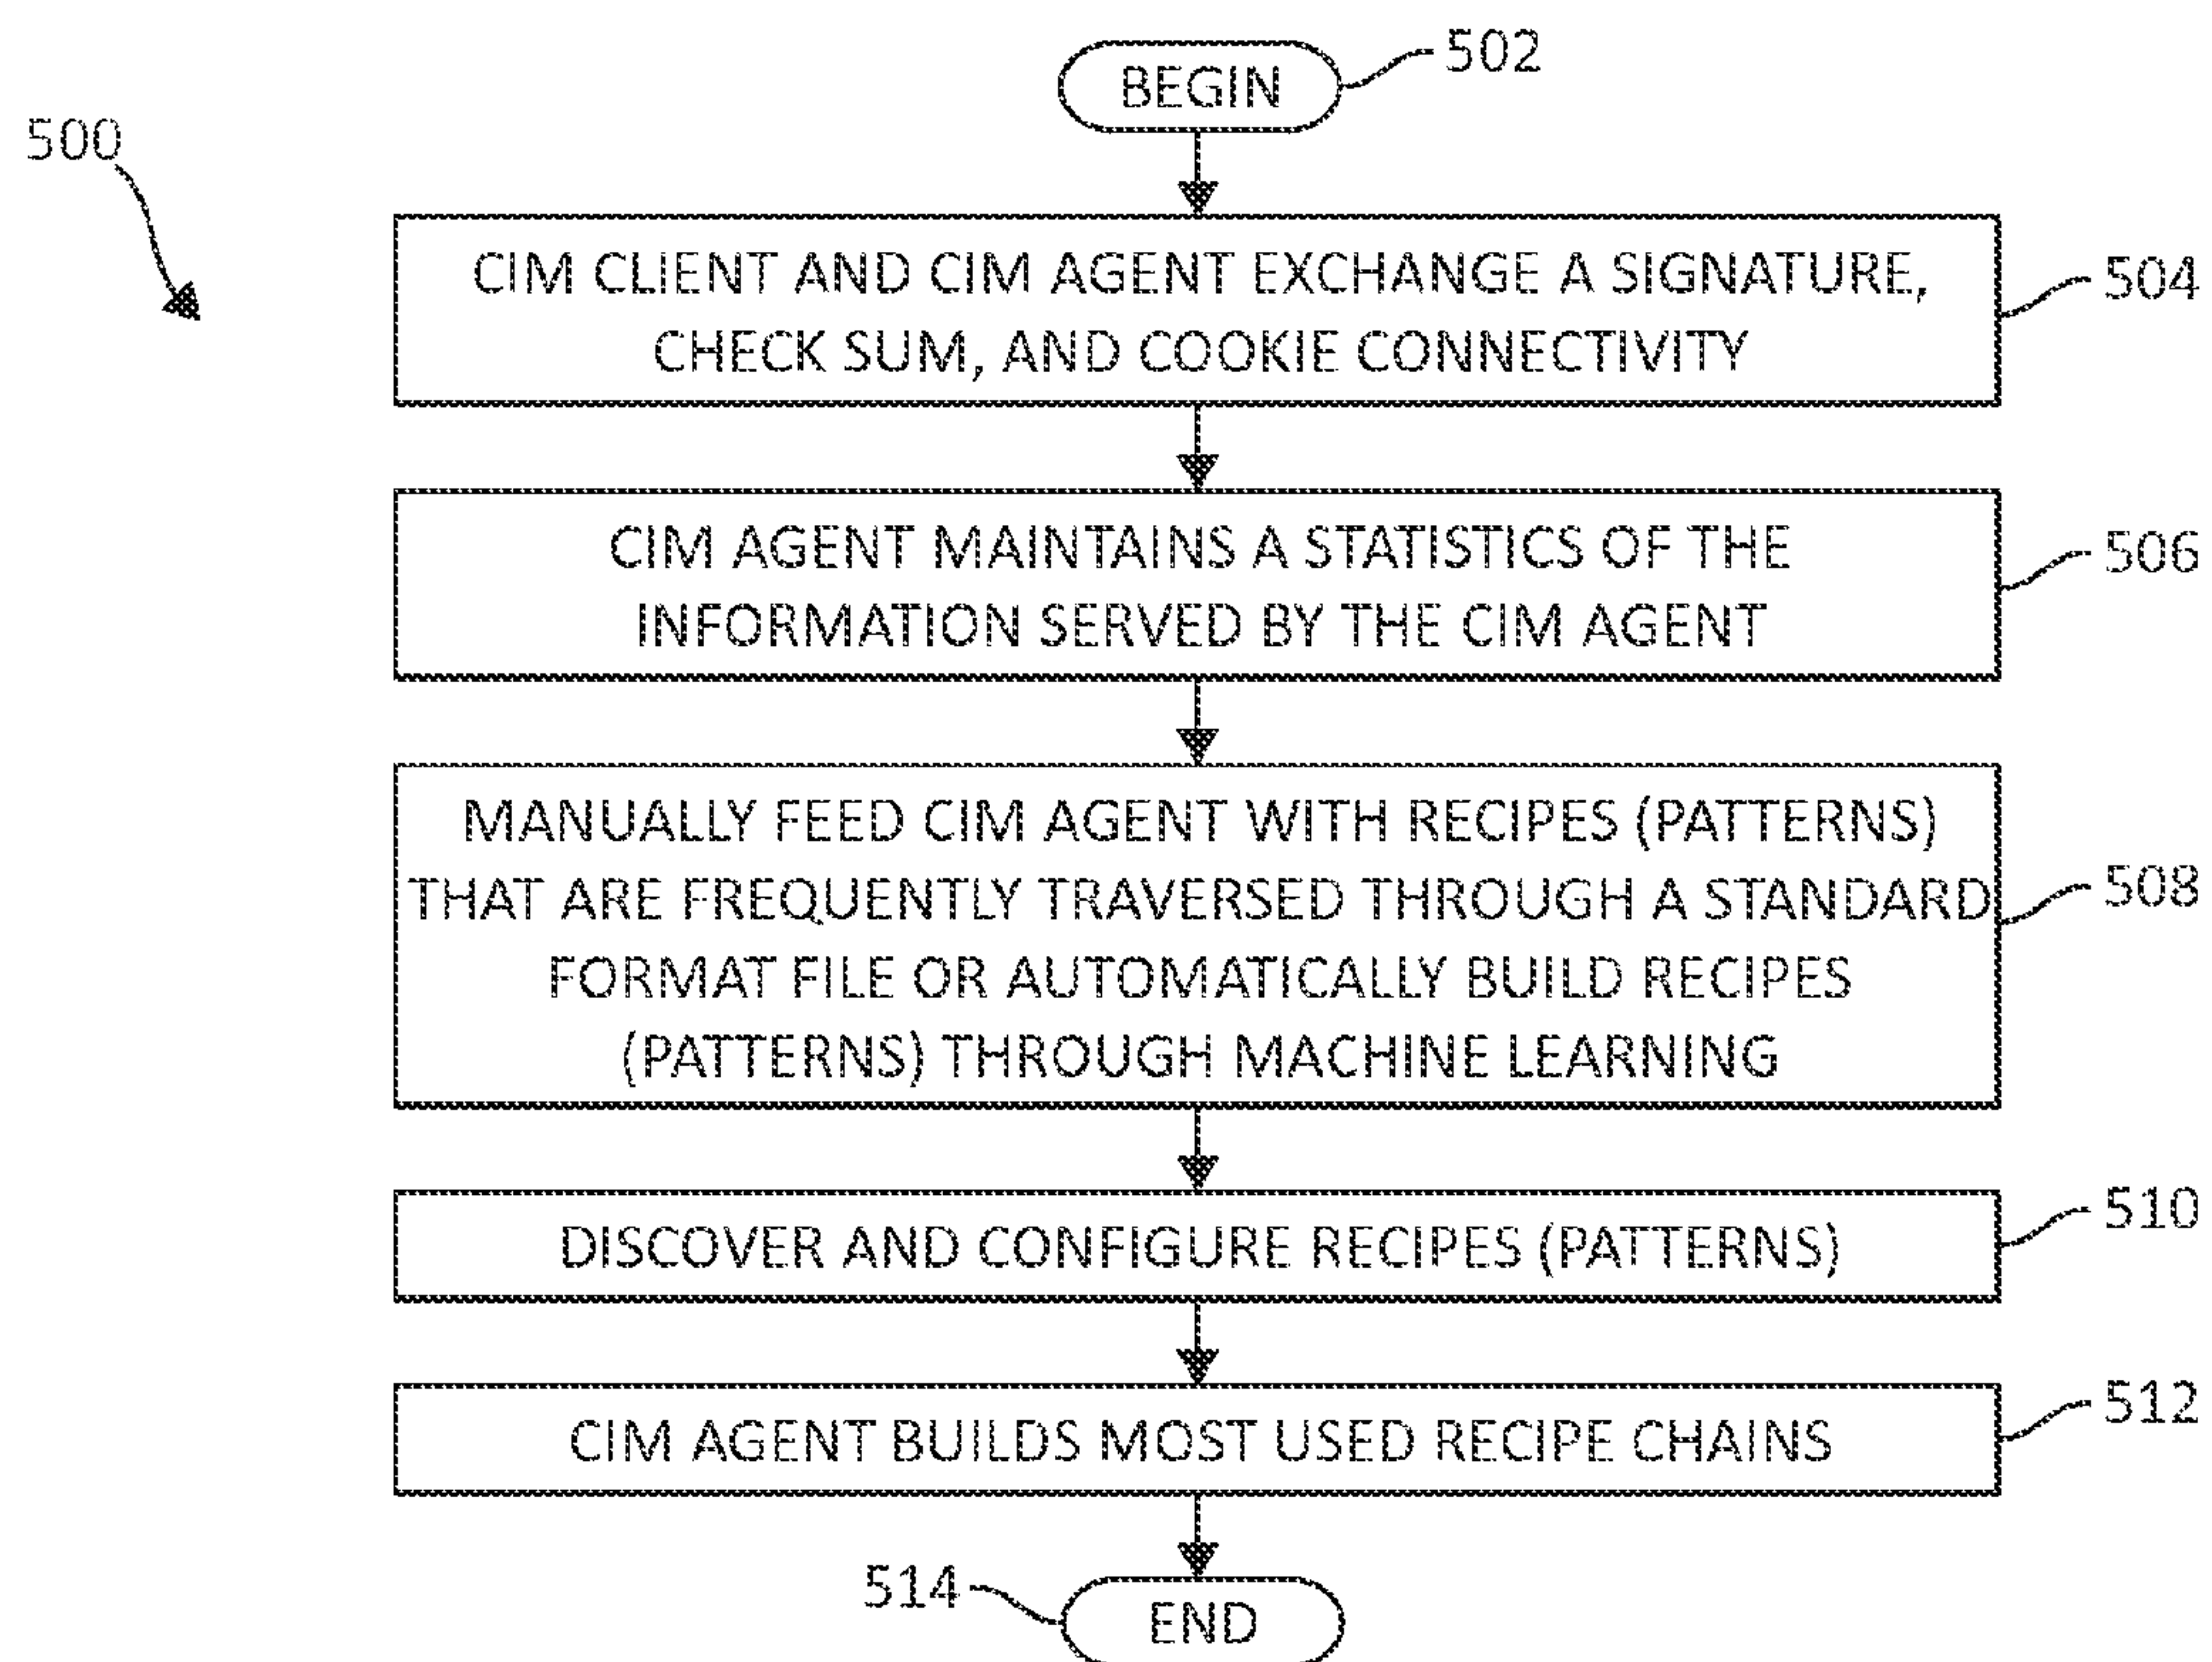 BEGIN
502
500
CIM CLIENT AND CIM AGENT EXCHANGE A SIGNATURE,
CHECK SUM, AND COOKIE CONNECTIVITY
504
CIM AGENT MAINTAINS A STATISTICS OF THE
INFORMATION SERVED BY THE CIM AGENT
506
MANUALLY FEED CIM AGENT WITH RECIPES (PATTERNS)
THAT ARE FREQUENTLY TRAVERSED THROUGH A STANDARD
FORMAT FILE OR AUTOMATICALLY BUILD RECIPES
(PATTERNS) THROUGH MACHINE LEARNING
508
DISCOVER AND CONFIGURE RECIPES (PATTERNS)
510
CIM AGENT BUILDS MOST USED RECIPE CHAINS
512
514
END